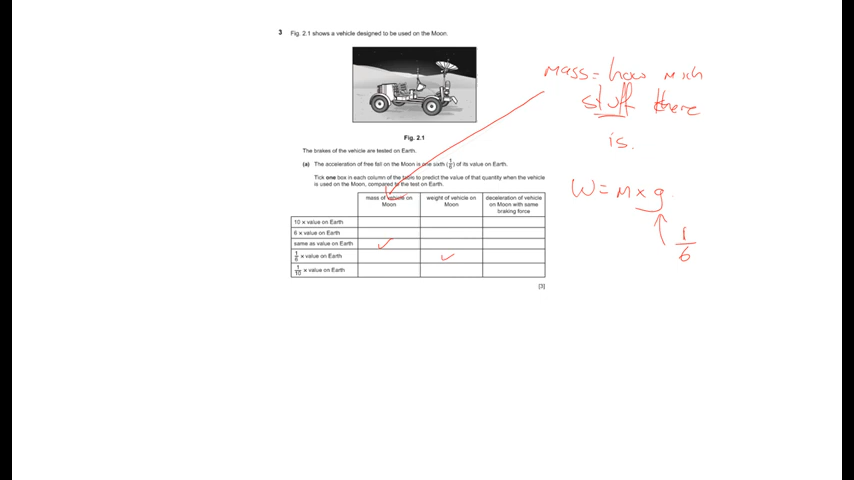 3 Fig. 2.1 shows a vehicle designed to be used on the Moon.
Fig. 2.1
The brakes of the vehicle are tested on Earth.
(a) The acceleration of free fall on the Moon is one sixth (1/6) of its value on Earth.
Tick one box in each column of the table to predict the value of that quantity when the vehicle
is used on the Moon, compared to the test on Earth.
mass of vehicle on Moon
weight of vehicle on Moon
deceleration of vehicle on Moon with same braking force
10 x value on Earth
6 x value on Earth
same as value on Earth ✓
1/6 x value on Earth ✓
1/10 x value on Earth
[3]
mass = how much
stuff there
is.
W = m x g.
1/6